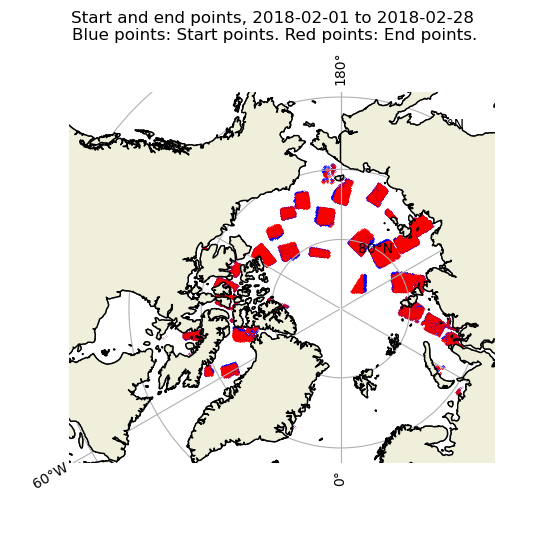 Start and end points, 2018-02-01 to 2018-02-28
Blue points: Start points. Red points: End points.
180°
80°N
60°W
0°